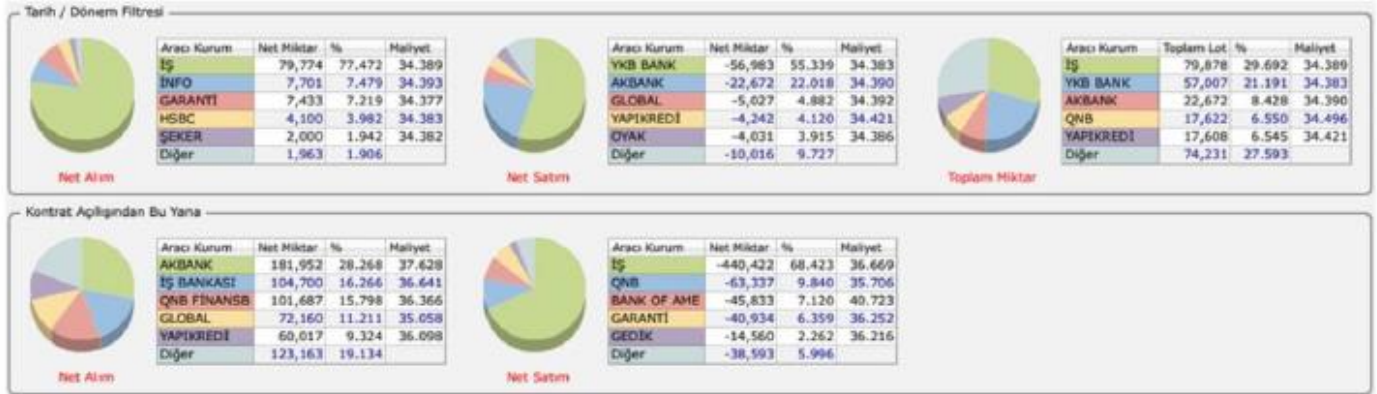 Tarih / Dönem Filtresi
Aracı Kurum Net Miktar % Maliyet
İŞ 79,774 77.472 34.389
İNFO 7,701 7.479 34.393
GARANTİ 7,433 7.219 34.377
HSBC 4,100 3.982 34.383
ŞEKER 2,000 1.942 34.382
Diğer 1,963 1.906
Net Alım
Aracı Kurum Net Miktar % Maliyet
YKB BANK -56,983 55.339 34.383
AKBANK -22,672 22.018 34.390
GLOBAL -5,027 4.882 34.392
YAPIKREDİ -4,242 4.120 34.421
OYAK -4,031 3.915 34.386
Diğer -10,016 9.727
Net Satım
Aracı Kurum Toplam Lot % Maliyet
İŞ 79,878 29.692 34.389
YKB BANK 57,007 21.191 34.383
AKBANK 22,672 8.428 34.390
QNB 17,622 6.550 34.496
YAPIKREDİ 17,608 6.545 34.421
Diğer 74,231 27.593
Toplam Miktar
Kontrat Açılışından Bu Yana
Aracı Kurum Net Miktar % Maliyet
AKBANK 181,952 28.268 37.628
İŞ BANKASI 104,700 16.266 36.641
QNB FİNANSB 101,687 15.798 36.366
GLOBAL 72,160 11.211 35.058
YAPIKREDİ 60,017 9.324 36.098
Diğer 123,163 19.134
Net Alım
Aracı Kurum Net Miktar % Maliyet
İŞ -440,422 68.423 36.669
QNB -63,337 9.840 35.706
BANK OF AME -45,833 7.120 40.723
GARANTİ -40,934 6.359 36.252
GEDİK -14,560 2.262 36.216
Diğer -38,593 5.996
Net Satım